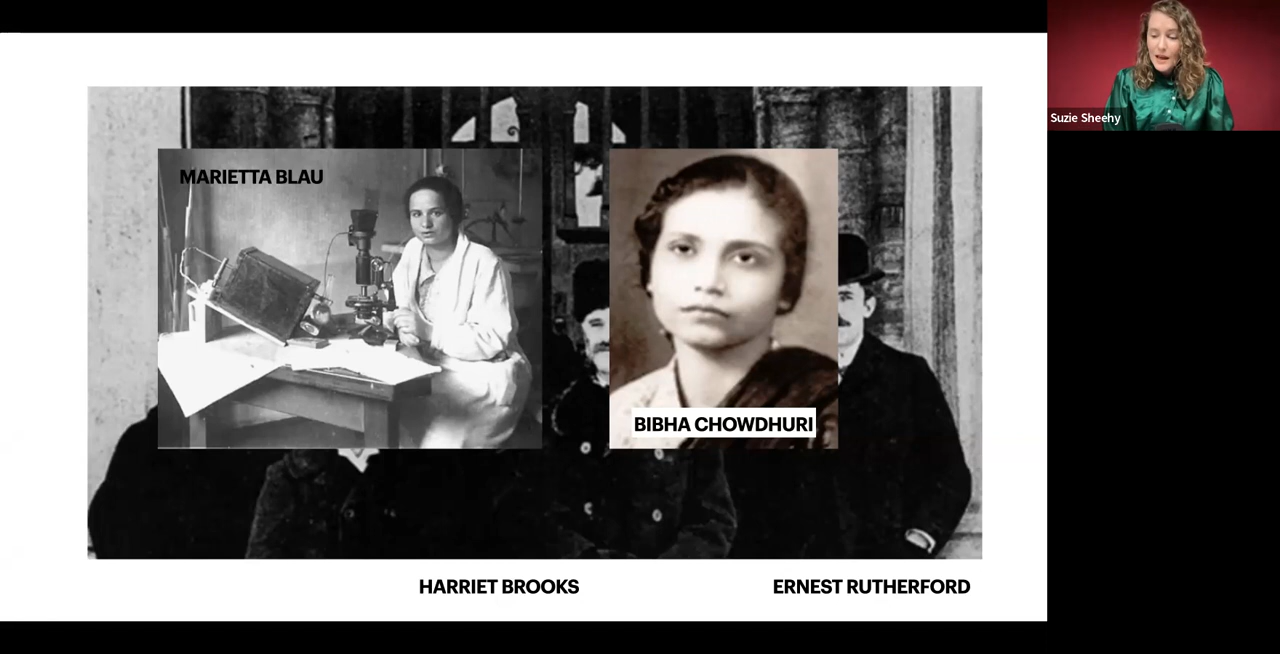 MARIETTA BLAU
BIBHA CHOWDHURI
HARRIET BROOKS
ERNEST RUTHERFORD
Suzie Sheehy